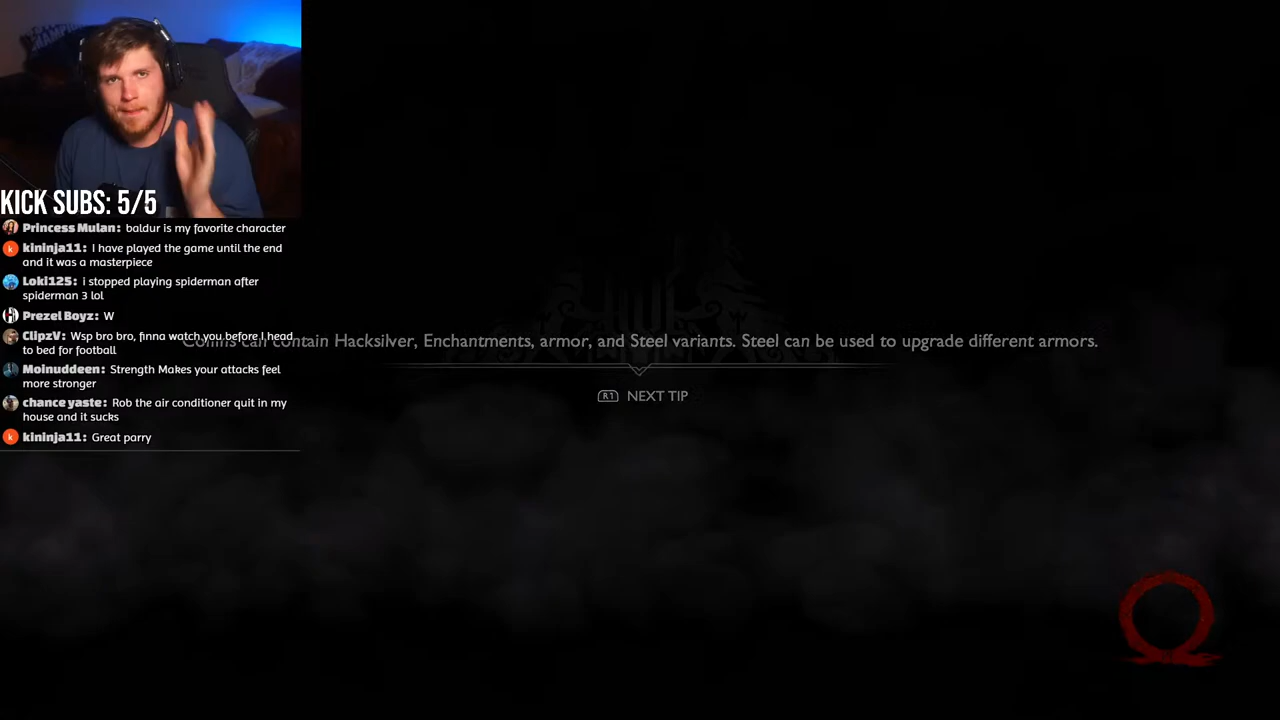 KICK SUBS: 5/5
Princess Mulan: baldur is my favorite character
kininja11: I have played the game until the end
and it was a masterpiece
Loki125: i stopped playing spiderman after
spiderman 3 lol
Prezel Boyz: W
ClipzV: Wsp bro bro, finna watch you before I head
to bed for football
Coffins can contain Hacksilver, Enchantments, armor, and Steel variants. Steel can be used to upgrade different armors.
Moinuddeen: Strength Makes your attacks feel
more stronger
R1 NEXT TIP
chance yaste: Rob the air conditioner quit in my
house and it sucks
kininja11: Great parry